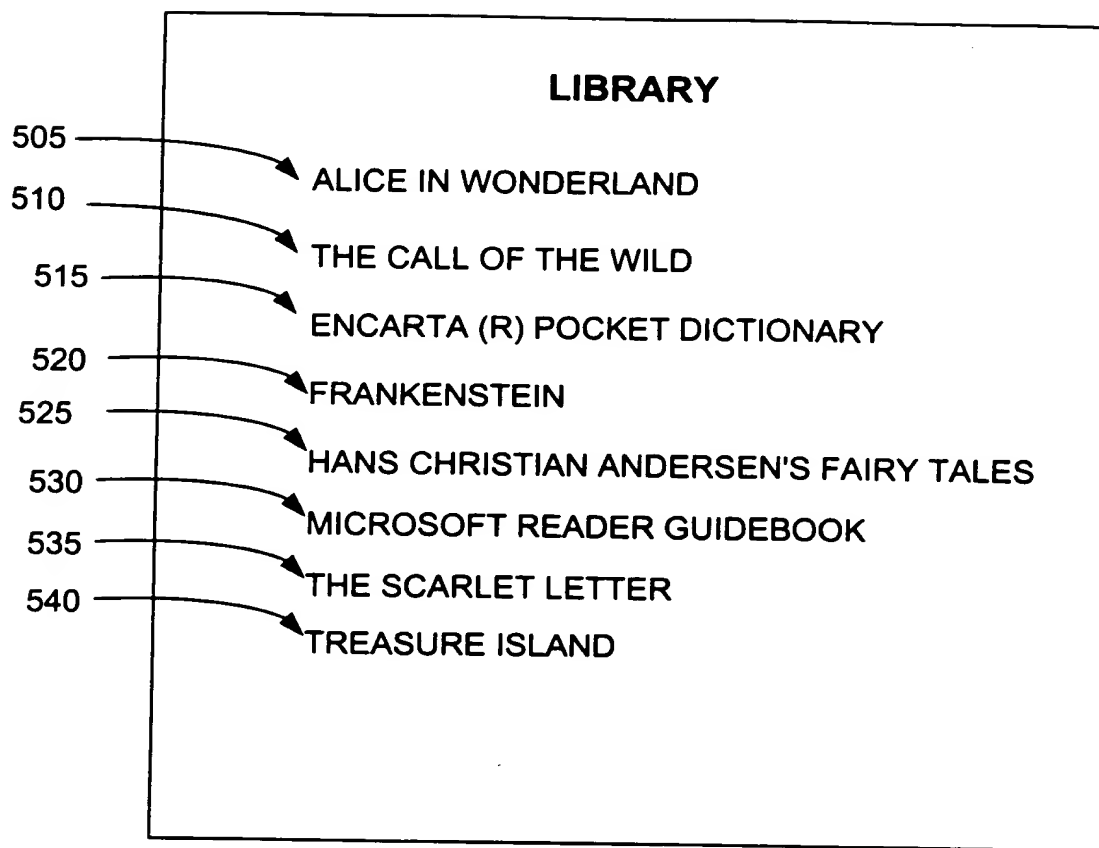 LIBRARY
505 ALICE IN WONDERLAND
510 THE CALL OF THE WILD
515 ENCARTA (R) POCKET DICTIONARY
520 FRANKENSTEIN
525 HANS CHRISTIAN ANDERSEN'S FAIRY TALES
530 MICROSOFT READER GUIDEBOOK
535 THE SCARLET LETTER
540 TREASURE ISLAND